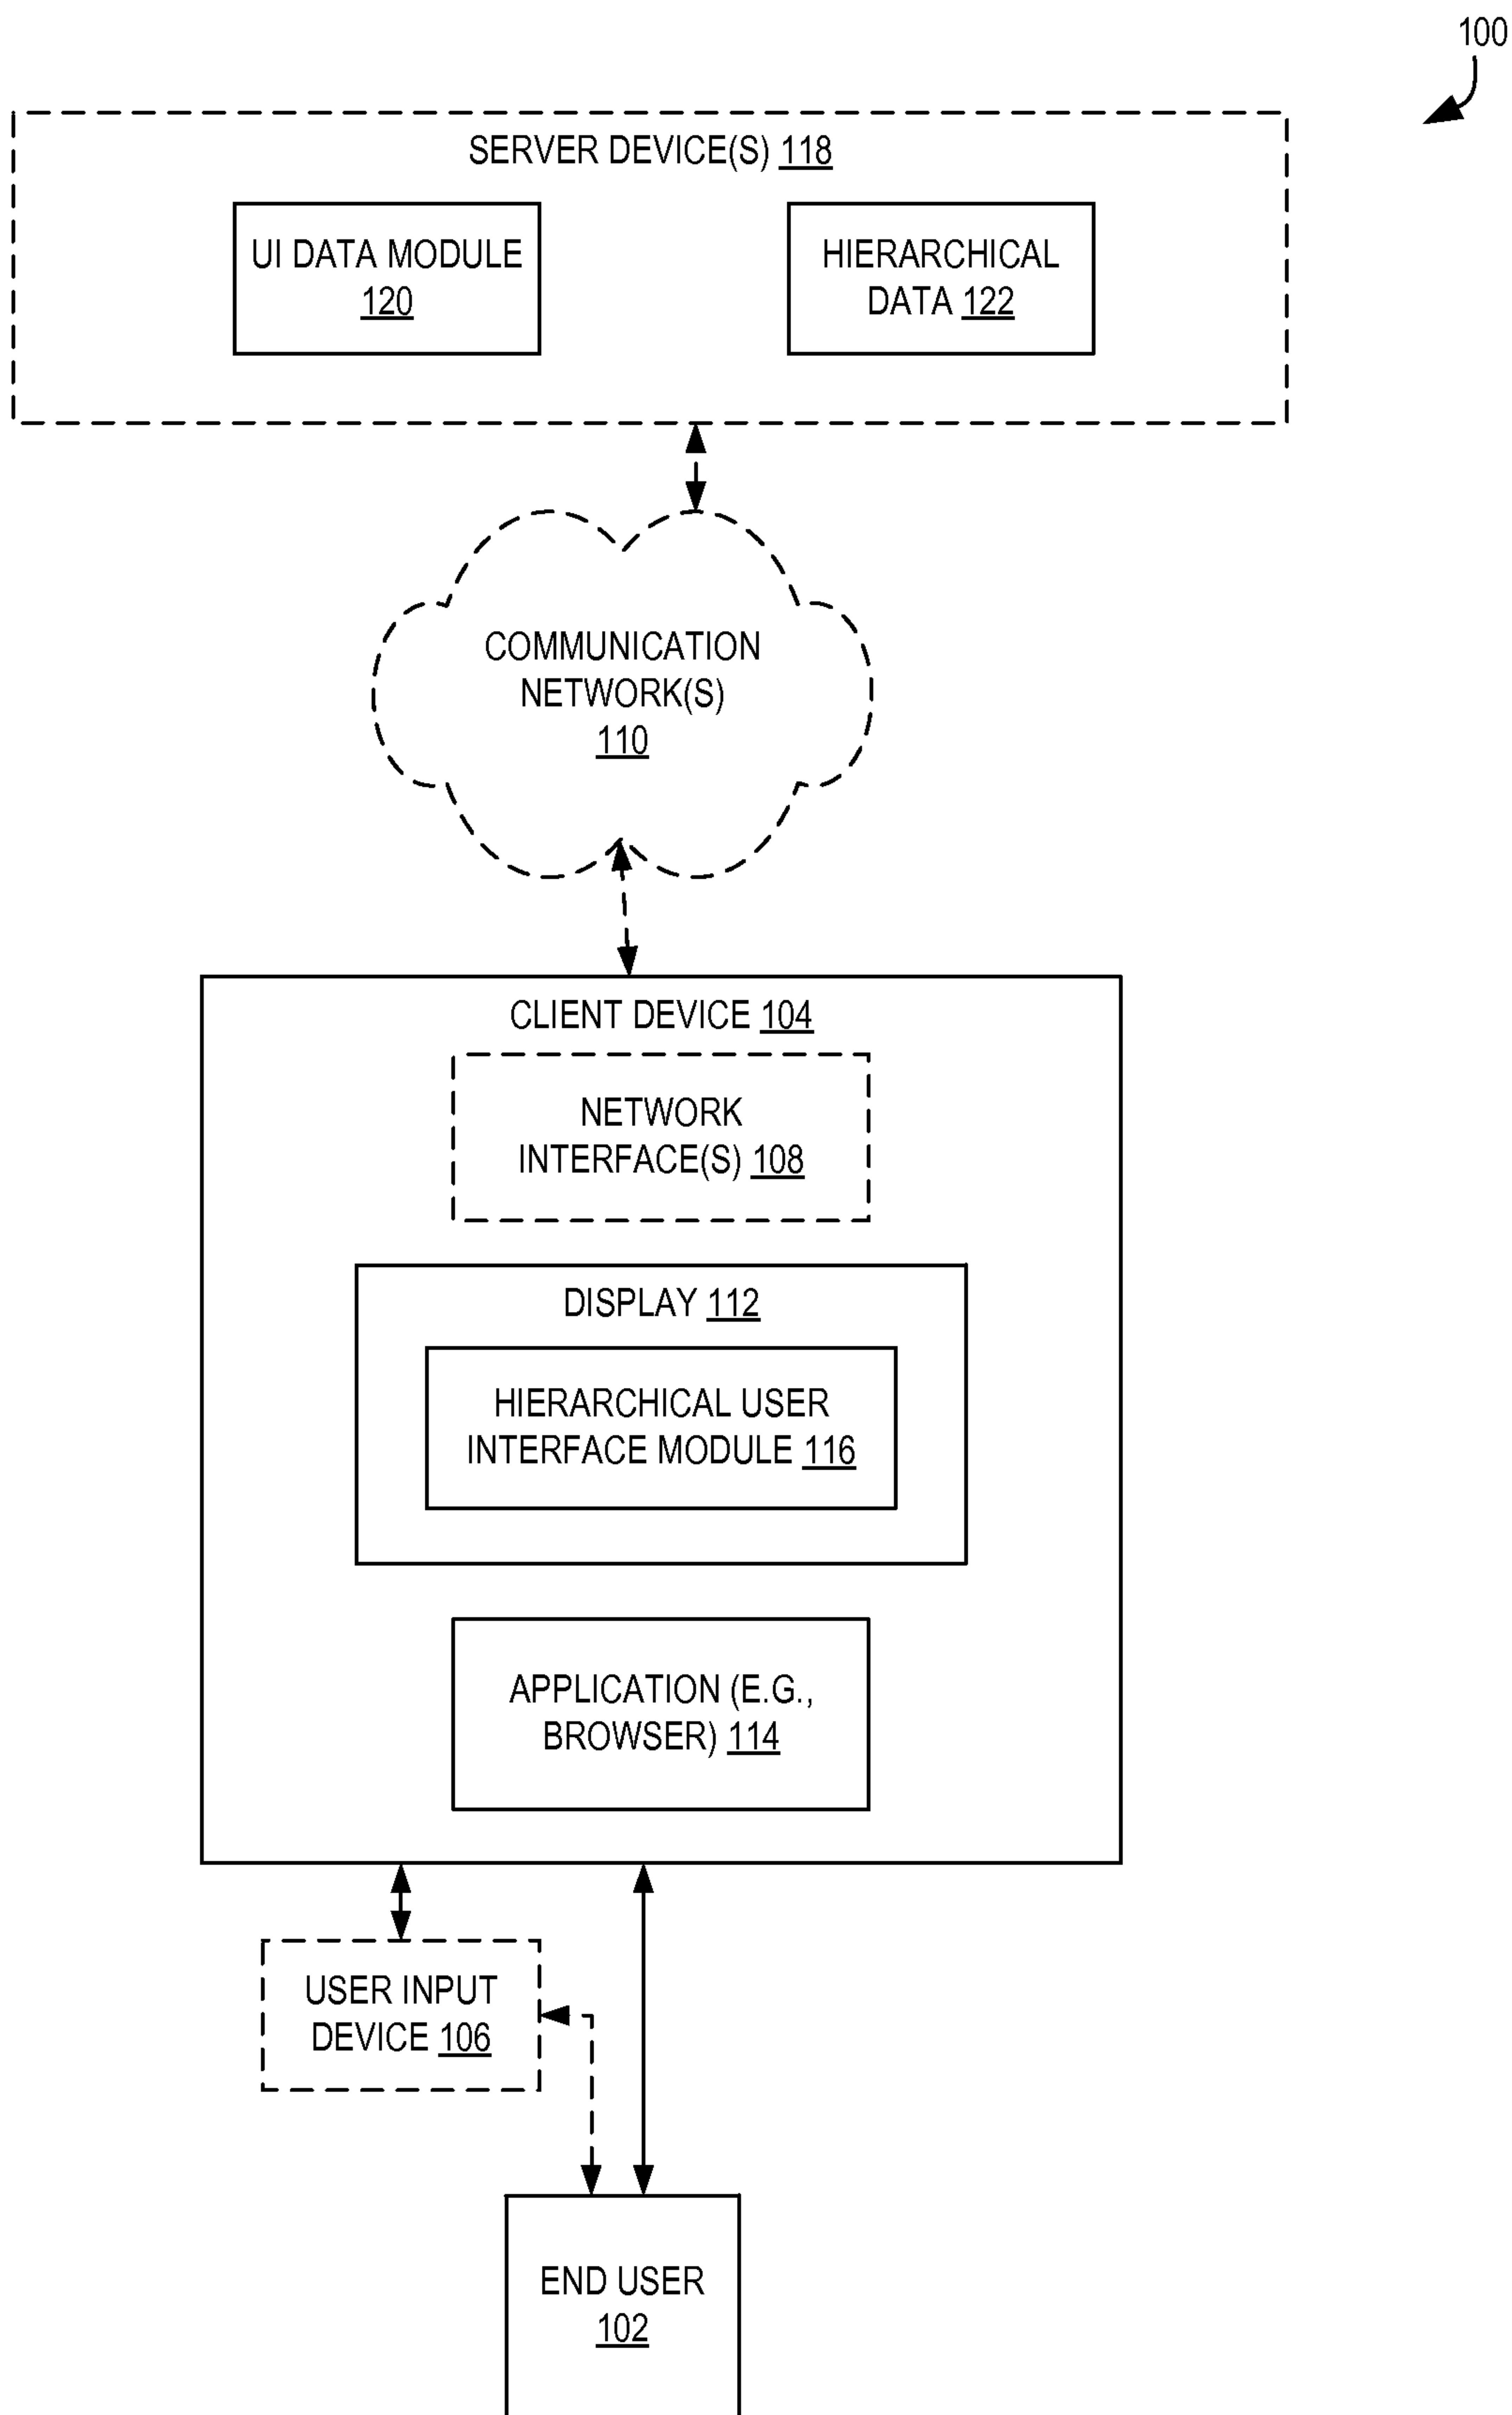 100
SERVER DEVICE(S) 118
UI DATA MODULE
120
HIERARCHICAL
DATA 122
COMMUNICATION
NETWORK(S)
110
CLIENT DEVICE 104
NETWORK
INTERFACE(S) 108
DISPLAY 112
HIERARCHICAL USER
INTERFACE MODULE 116
APPLICATION (E.G.,
BROWSER) 114
USER INPUT
DEVICE 106
END USER
102